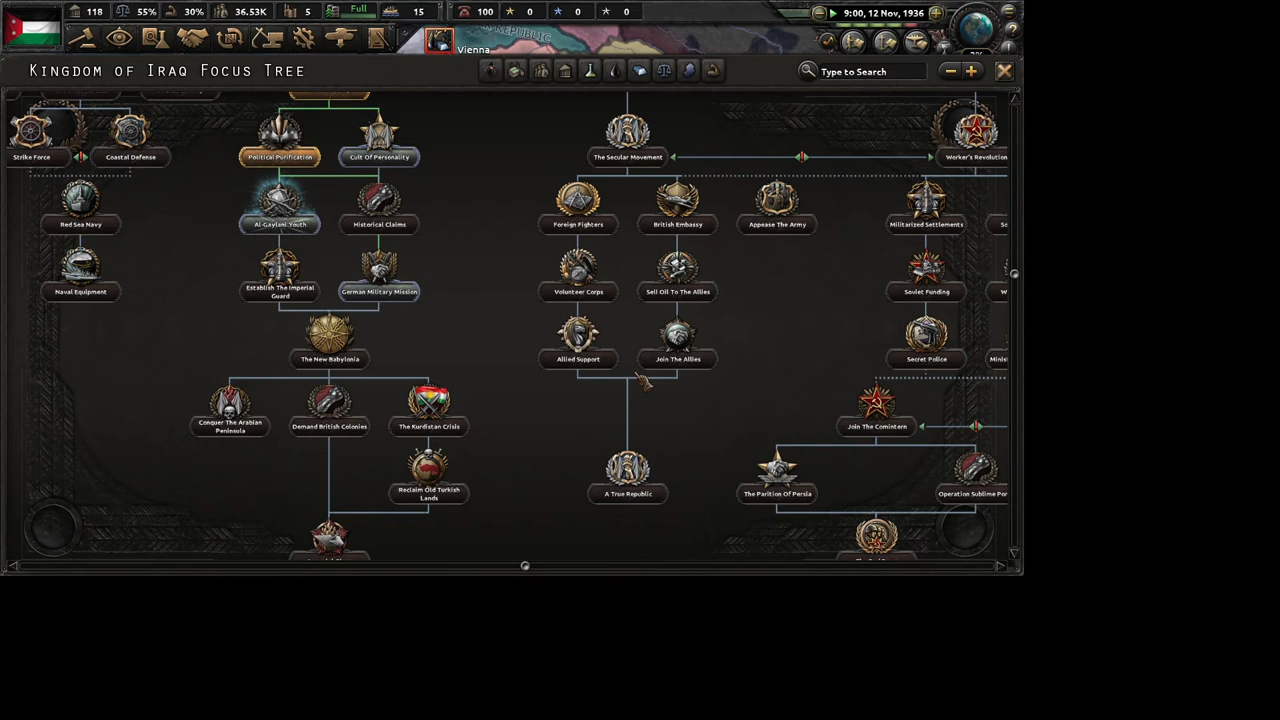 118
55%
30%
36.53K
5
Full
15
100
0
0
0
9:00, 12 Nov, 1936
Vienna
Kingdom of Iraq Focus Tree
Type to Search
Strike Force
Coastal Defense
Political Purification
Cult Of Personality
The Secular Movement
Worker's Revolution
Red Sea Navy
Al-Gaylani Youth
Historical Claims
Foreign Fighters
British Embassy
Appease The Army
Militarized Settlements
Naval Equipment
Establish The Imperial
Guard
German Military Mission
Volunteer Corps
Sell Oil To The Allies
Soviet Funding
The New Babylonia
Allied Support
Join The Allies
Secret Police
Conquer The Arabian
Peninsula
Demand British Colonies
The Kurdistan Crisis
Join The Comintern
Reclaim Old Turkish
Lands
A True Republic
The Parition Of Persia
Operation Sublime Por